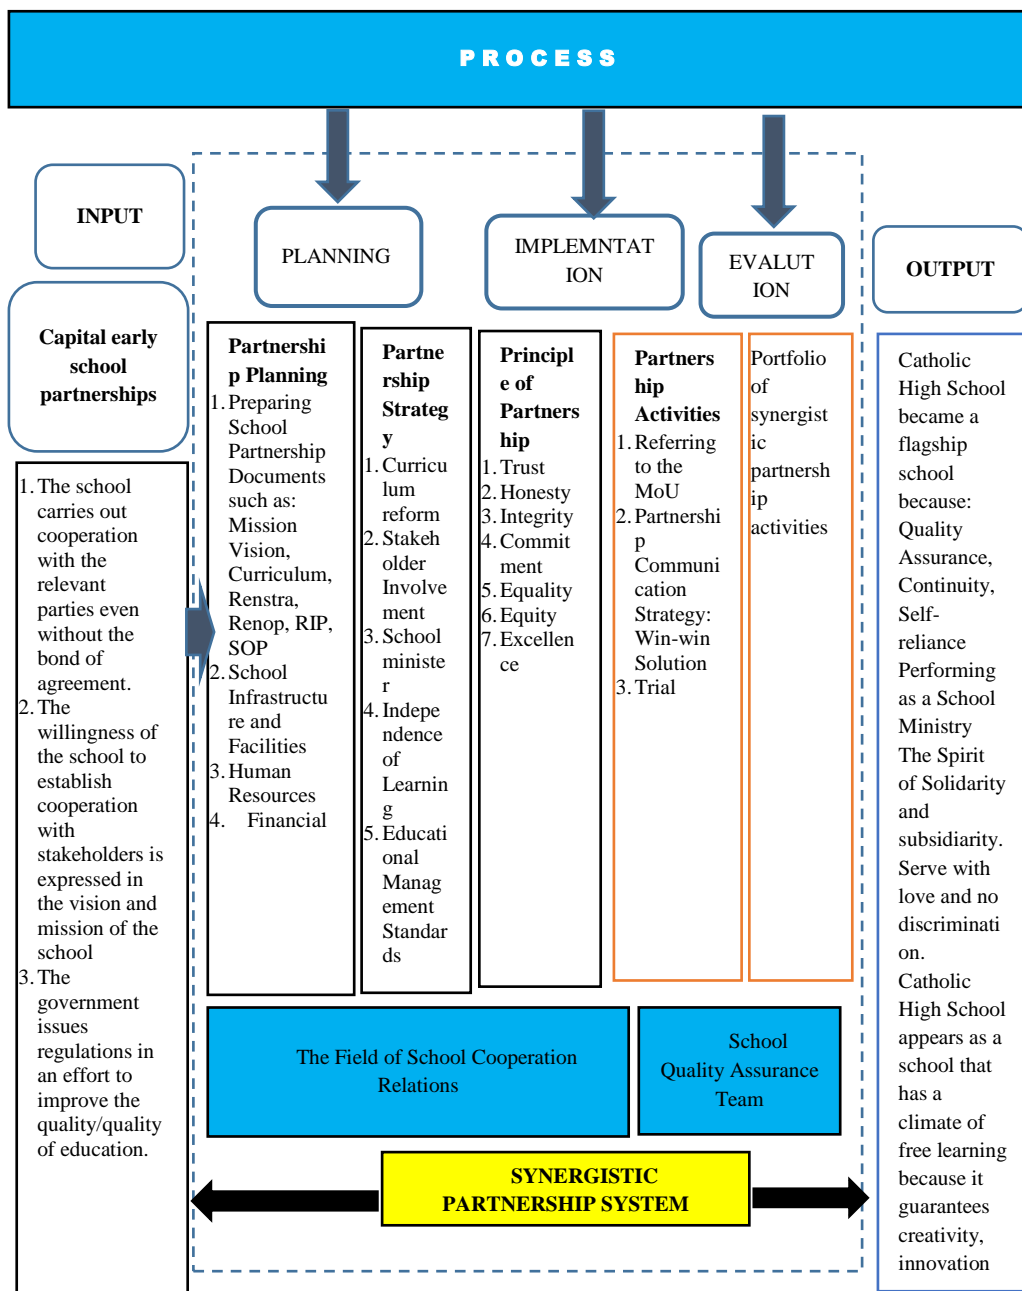 PROCESS
INPUT
Capital early
school
partnerships
1. The school
carries out
cooperation
with the
relevant
parties even
without the
bond of
agreement.
2. The
willingness of
the school to
establish
cooperation
with
stakeholders is
expressed in
the vision and
mission of the
school
3. The
government
issues
regulations in
an effort to
improve the
quality/quality
of education.
PLANNING
IMPLEMNTAT
ION
EVALUT
ION
Partnershi
p Planning
1. Preparing
School
Partnership
Documents
such as:
Mission
Vision,
Curriculum,
Renstra,
Renop, RIP,
SOP
2. School
Infrastructu
re and
Facilities
3. Human
Resources
4. Financial
Partne
rship
Strateg
y
1. Curricu
lum
reform
2. Stakeh
older
Involve
ment
3. School
ministe
r
4. Indepe
ndence
of
Learnin
g
5. Educati
onal
Manag
ement
Standar
ds
Principl
e of
Partners
hip
1. Trust
2. Honesty
3. Integrity
4. Commit
ment
5. Equality
6. Equity
7. Excellen
ce
Partners
hip
Activities
1. Referring
to the
MoU
2. Partnershi
p
Communi
cation
Strategy:
Win-win
Solution
3. Trial
Portfolio
of
synergist
ic
partnersh
ip
activities
The Field of School Cooperation
Relations
School
Quality Assurance
Team
SYNERGISTIC
PARTNERSHIP SYSTEM
OUTPUT
Catholic
High School
became a
flagship
school
because:
Quality
Assurance,
Continuity,
Self-
reliance
Performing
as a School
Ministry
The Spirit
of Solidarity
and
subsidiarity.
Serve with
love and no
discriminati
on.
Catholic
High School
appears as a
school that
has a
climate of
free learning
because it
guarantees
creativity,
innovation